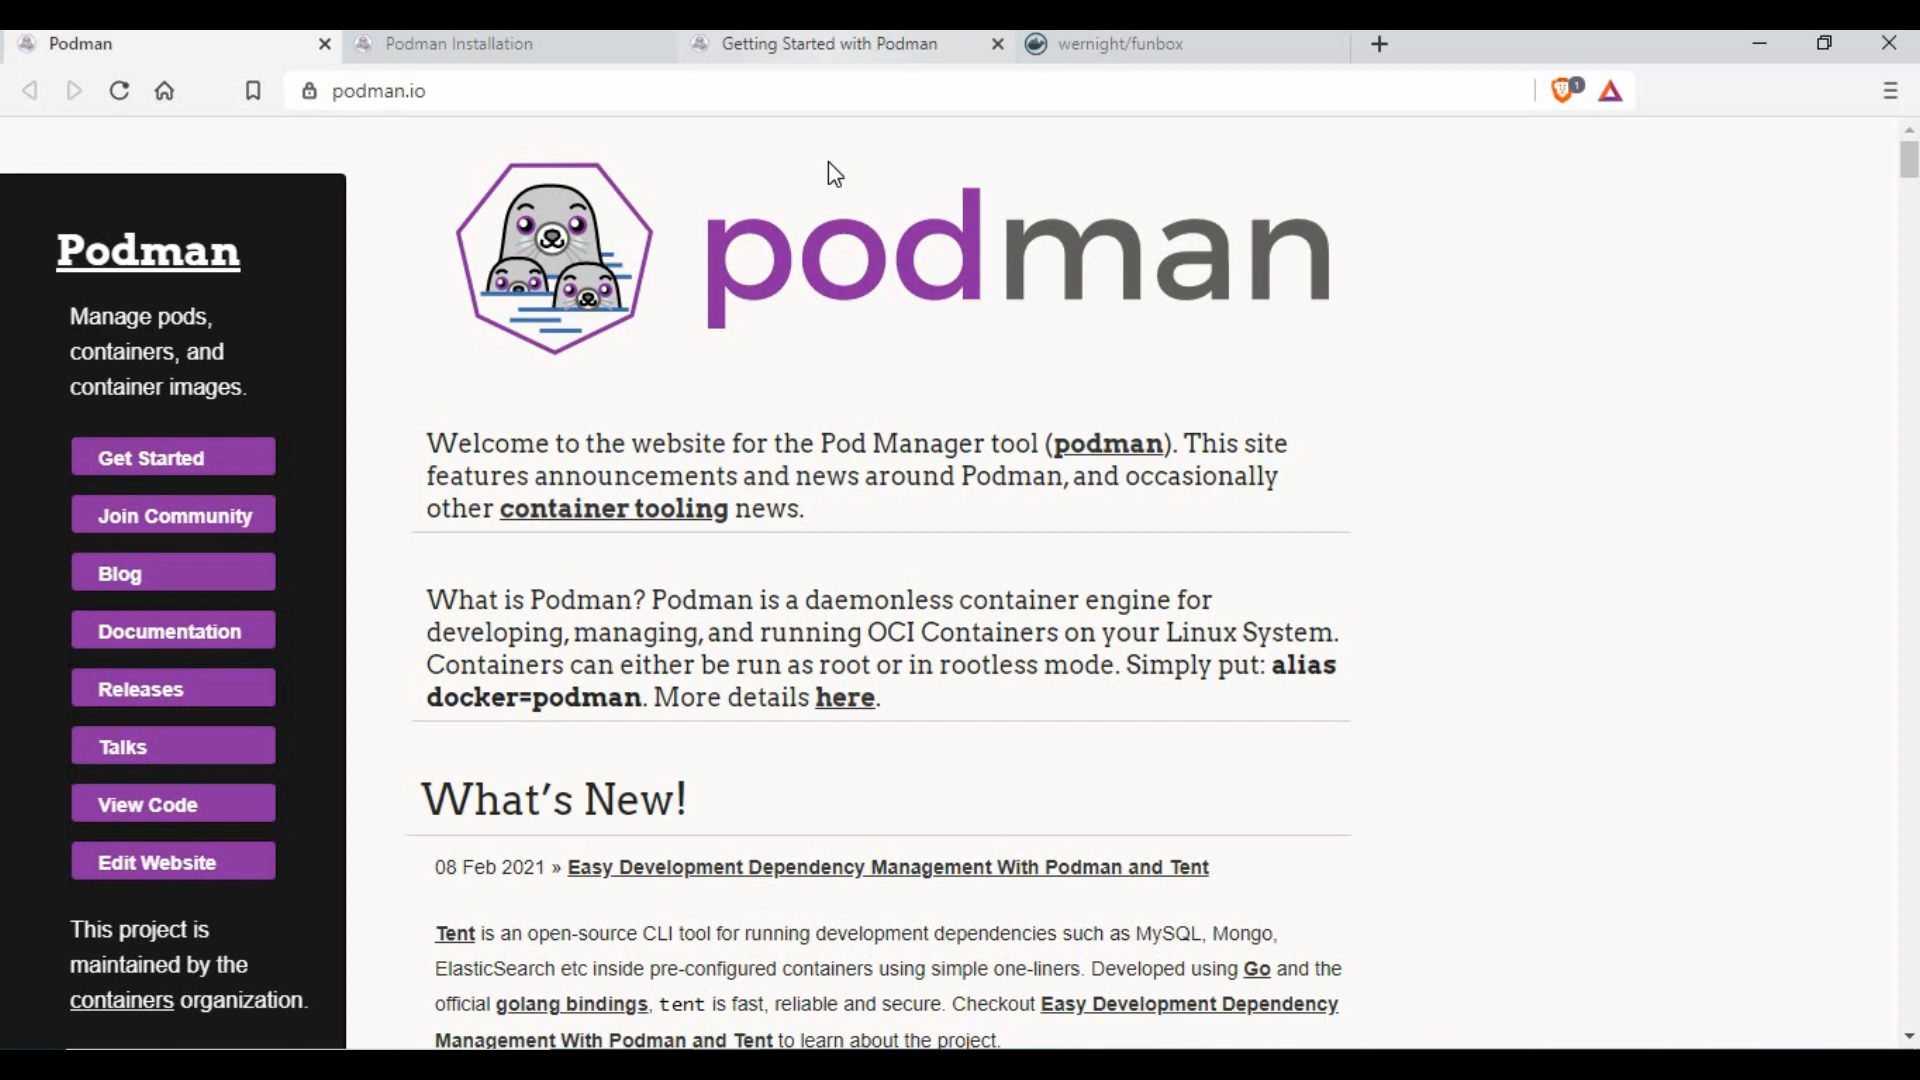 Podman
Podman Installation
Getting Started with Podman
wernight/funbox
podman.io
1
podman
Podman
Manage pods,
containers, and
container images.
Get Started
Join Community
Blog
Documentation
Releases
Talks
View Code
Edit Website
This project is
maintained by the
containers organization.
Welcome to the website for the Pod Manager tool (podman). This site
features announcements and news around Podman, and occasionally
other container tooling news.
What is Podman? Podman is a daemonless container engine for
developing, managing, and running OCI Containers on your Linux System.
Containers can either be run as root or in rootless mode. Simply put: alias
docker=podman. More details here.
What's New!
08 Feb 2021 » Easy Development Dependency Management With Podman and Tent
Tent is an open-source CLI tool for running development dependencies such as MySQL, Mongo,
ElasticSearch etc inside pre-configured containers using simple one-liners. Developed using Go and the
official golang bindings, tent is fast, reliable and secure. Checkout Easy Development Dependency
Management With Podman and Tent to learn about the project.